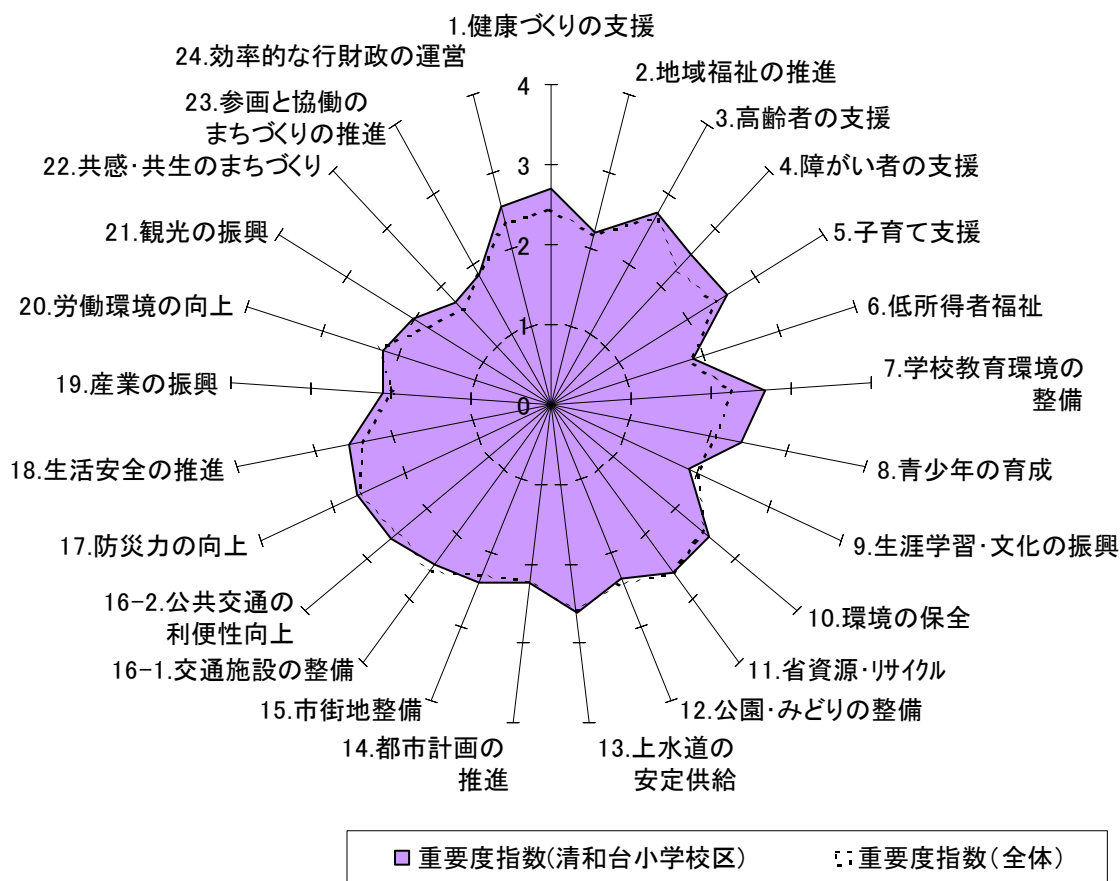 1.健康づくりの支援
2.地域福祉の推進
3.高齢者の支援
4.障がい者の支援
5.子育て支援
6.低所得者福祉
7.学校教育環境の
整備
8.青少年の育成
9.生涯学習・文化の振興
10.環境の保全
11.省資源・リサイクル
12.公園・みどりの整備
13.上水道の
安定供給
14.都市計画の
推進
15.市街地整備
16-1.交通施設の整備
16-2.公共交通の
利便性向上
17.防災力の向上
18.生活安全の推進
19.産業の振興
20.労働環境の向上
21.観光の振興
22.共感・共生のまちづくり
23.参画と協働の
まちづくりの推進
24.効率的な行財政の運営
4
3
2
1
0
重要度指数(清和台小学校区)
重要度指数(全体)